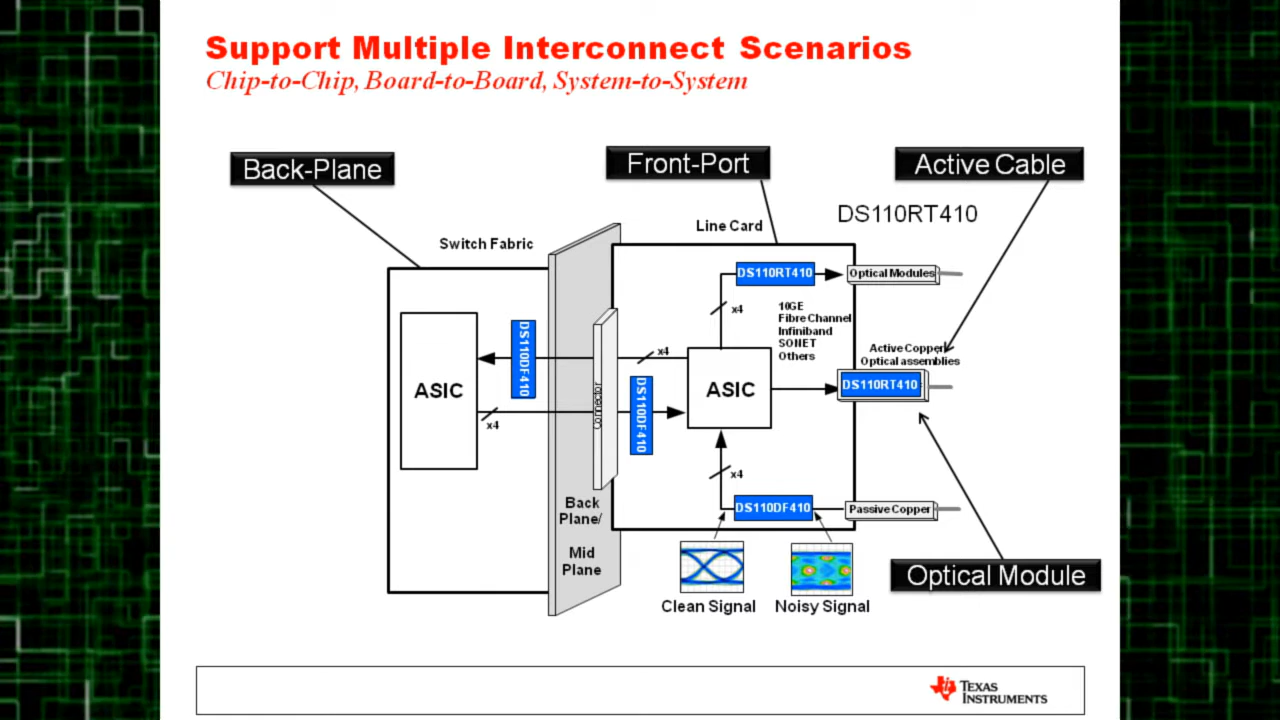 Support Multiple Interconnect Scenarios
Chip-to-Chip, Board-to-Board, System-to-System
Back-Plane
Front-Port
Active Cable
DS110RT410
Line Card
Switch Fabric
DS110RT410
Optical Modules
x4
10GE
Fibre Channel
Infiniband
SONET
Others
DS110DF410
x4
Active Copper/
Optical assemblies
ASIC
Connector
DS110DF410
ASIC
DS110RT410
x4
x4
Back
Plane/
Mid
Plane
DS110DF410
Passive Copper
Clean Signal
Noisy Signal
Optical Module
TEXAS
INSTRUMENTS